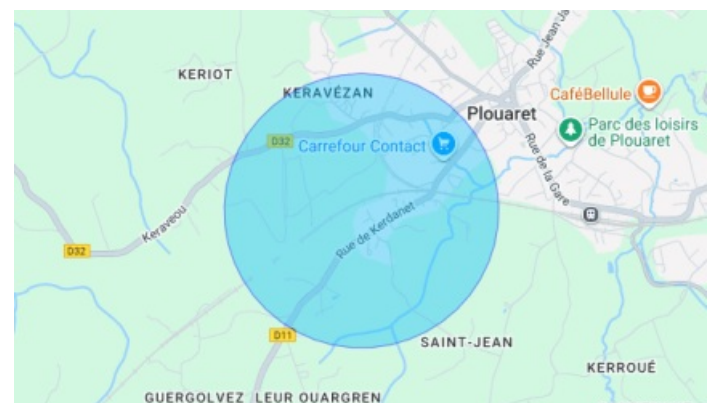 Rue Jean Ja
KERIOT
KERAVÉZAN
CaféBellule
Plouaret
D32
Carrefour Contact
Parc des loisirs
de Plouaret
Rue de la Gare
Keraveou
Rue de Kerdanet
D32
D11
SAINT-JEAN
KERROUÉ
GUERGOLVEZ
LEUR OUARGREN